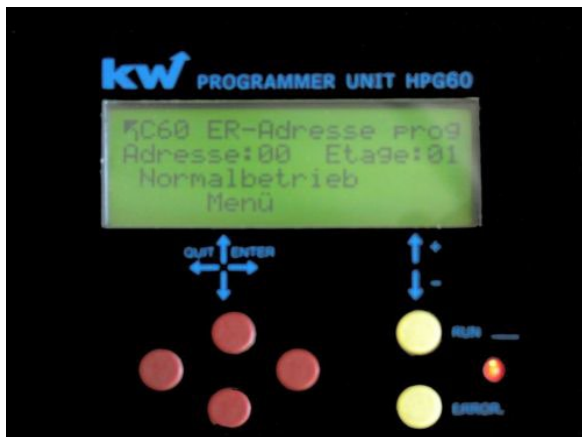 kw PROGRAMMER UNIT HPG60
C60 ER-Adresse prog
Adresse:00 Etage:01
Normalbetrieb
Menü
QUIT ENTER
+
-
RUN
ERROR.